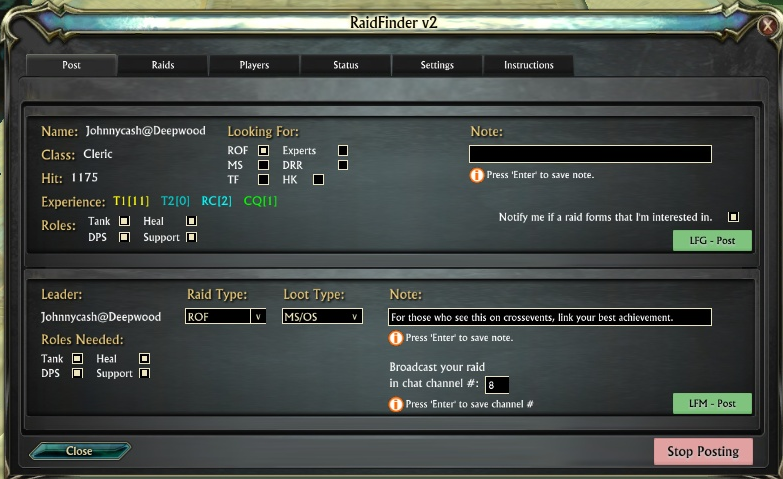 RaidFinder v2
Post Raids Players Status Settings Instructions
Name: Johnnycash@Deepwood Looking For: Note:
Class: Cleric ROF Experts
MS DRR
Hit: 1175 TF HK Press 'Enter' to save note.
Experience: T1[11] T2[0] RC[2] CQ[1]
Roles: Tank Heal Notify me if a raid forms that I'm interested in.
DPS Support LFG - Post
Leader: Raid Type: Loot Type: Note:
Johnnycash@Deepwood ROF v MS/OS v For those who see this on crossevents, link your best achievement.
Roles Needed: Press 'Enter' to save note.
Tank Heal Broadcast your raid
DPS Support in chat channel #: 8
Press 'Enter' to save channel # LFM - Post
Close Stop Posting